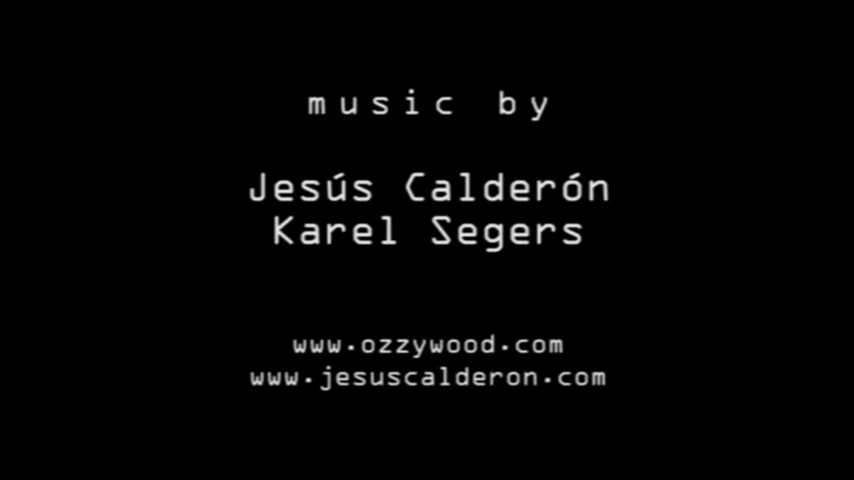 music by
Jesús Calderón
Karel Segers
www.ozzywood.com
www.jesuscalderon.com